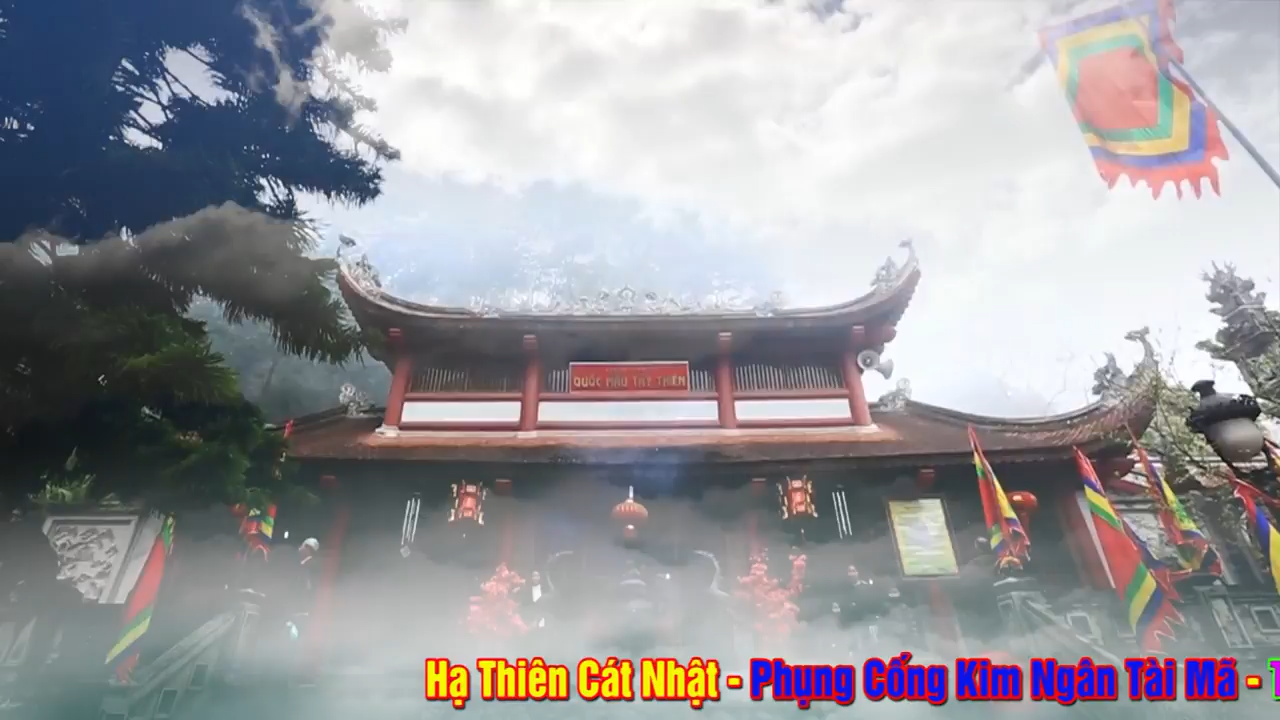 QUỐC MẪU TÂY THIÊN
Hạ Thiên Cát Nhật - Phụng Cống Kim Ngân Tài Mã -